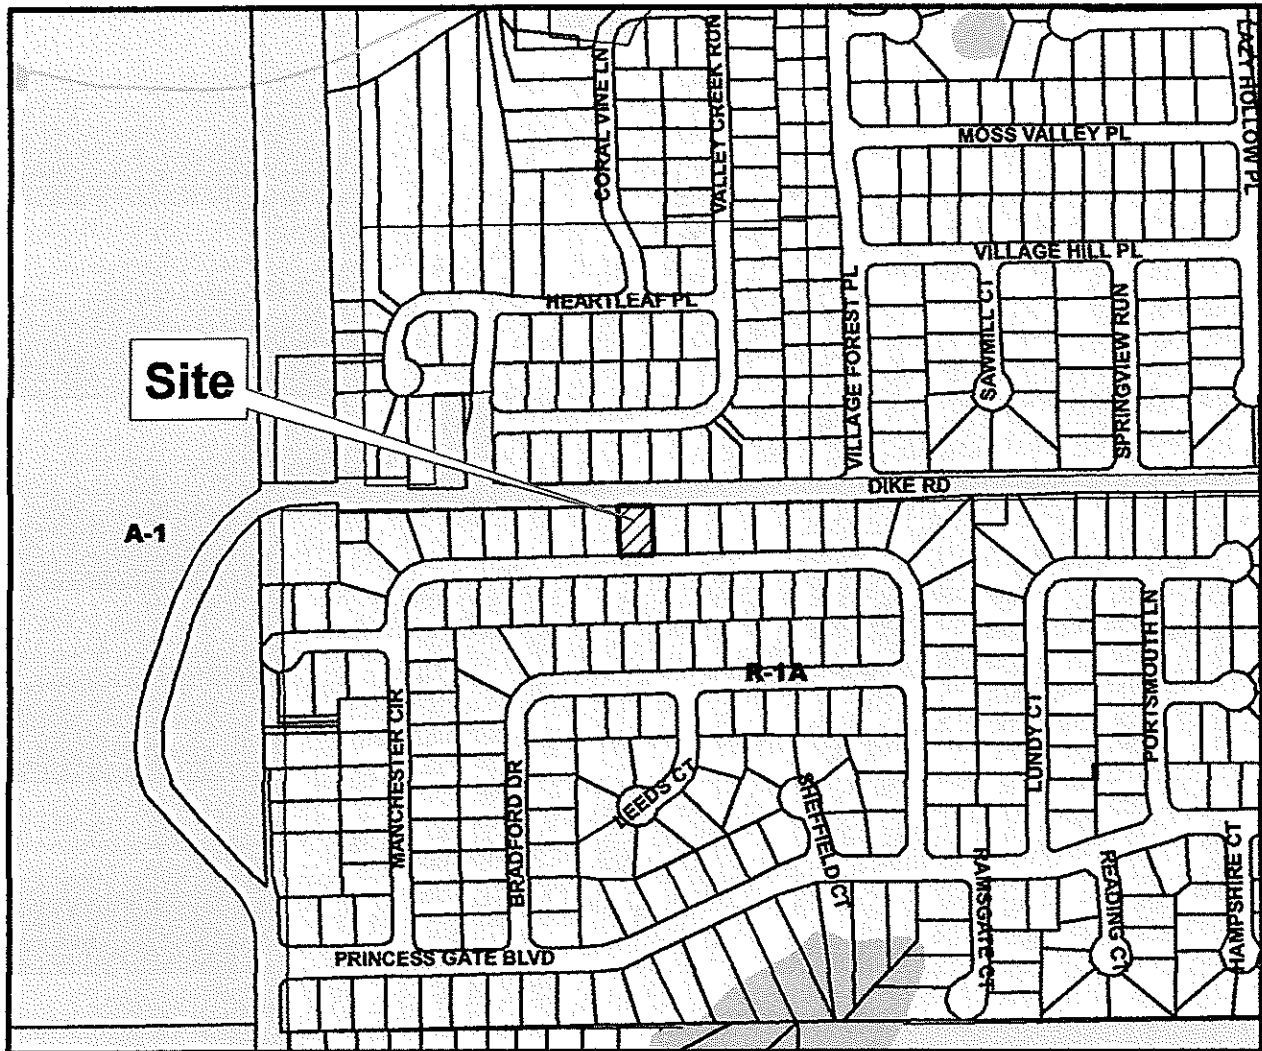 CORAL VINE LN
VALLEY CREEK RUN
LAZY HOLLOW PL
MOSS VALLEY PL
VILLAGE HILL PL
HEARTLEAF PL
VILLAGE FOREST PL
SAWMILL CT
SPRINGVIEW RUN
Site
DIKE RD
A-1
R-1A
MANCHESTER CIR
BRADFORD DR
LEEDS CT
SHEFFIELD CT
LUNDY CT
PORTSMOUTH LN
RAMSGATE CT
READING CT
HAMPSHIRE CT
PRINCESS GATE BLVD